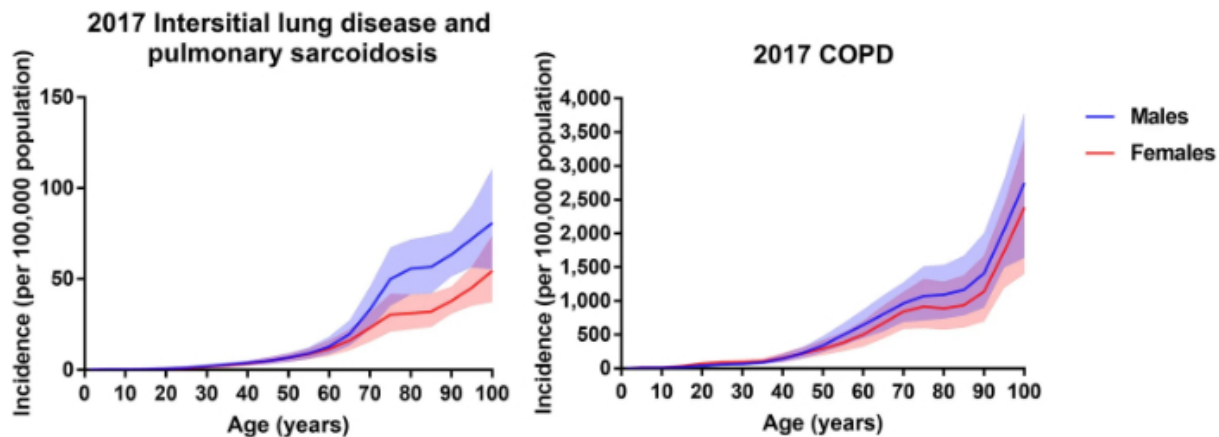 2017 Intersitial lung disease and
pulmonary sarcoidosis
Incidence (per 100,000 population)
150
100
50
0
0 10 20 30 40 50 60 70 80 90 100
Age (years)
2017 COPD
Incidence (per 100,000 population)
4,000
3,500
3,000
2,500
2,000
1,500
1,000
500
0
0 10 20 30 40 50 60 70 80 90 100
Age (years)
Males
Females